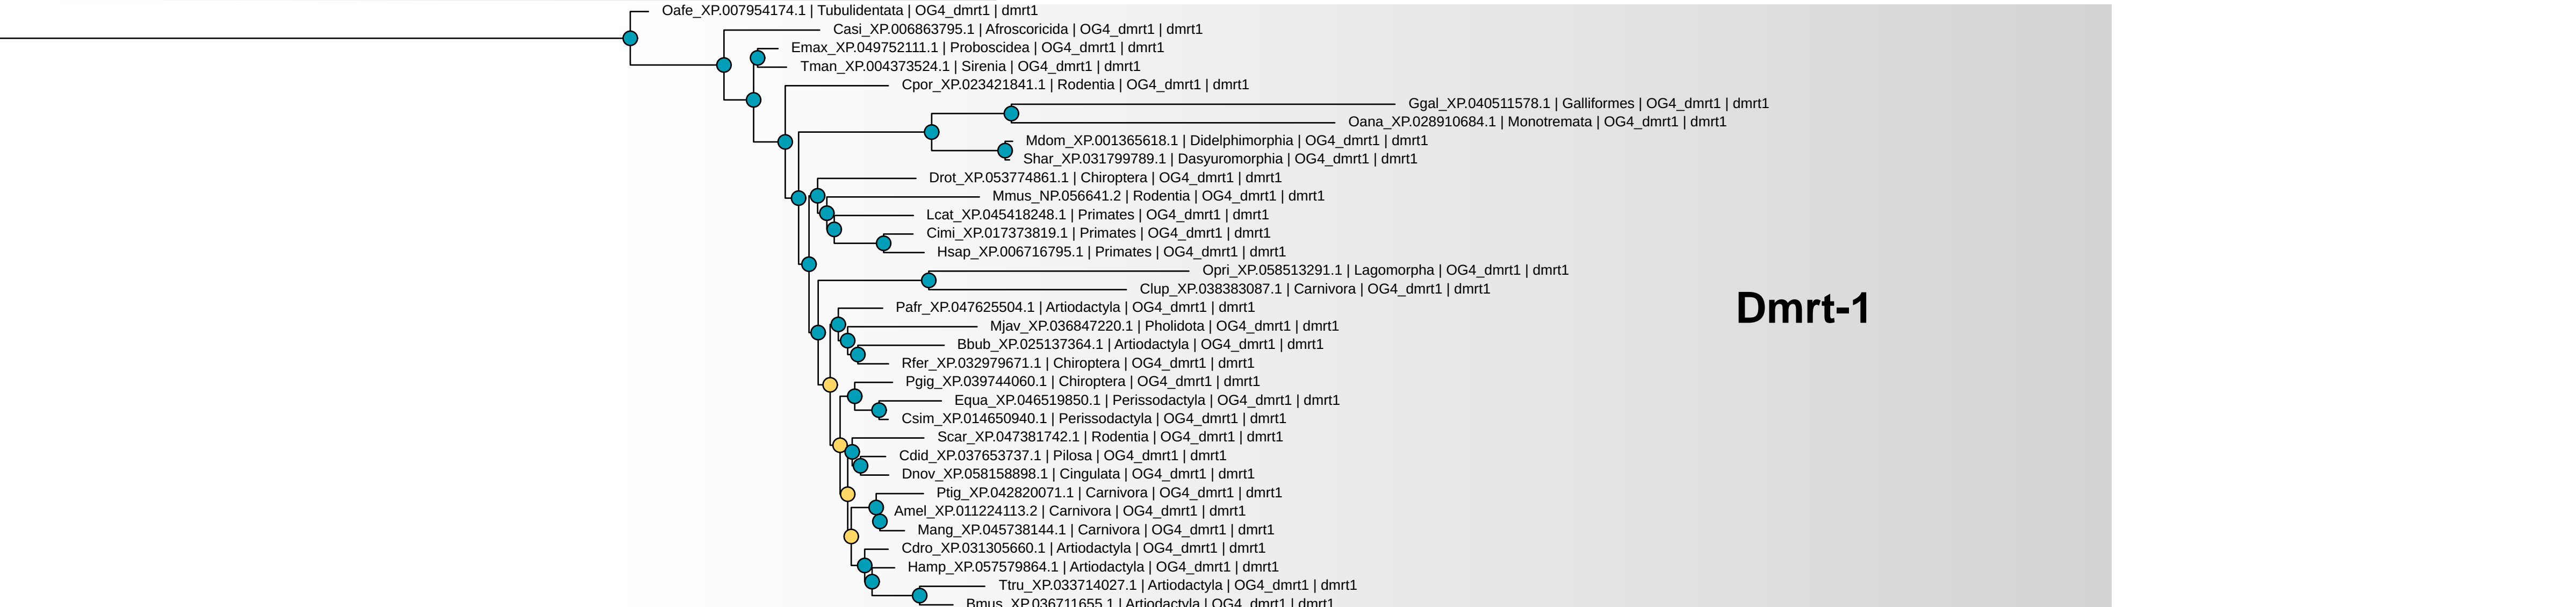 Oafe_XP.007954174.1 | Tubulidentata | OG4_dmrt1 | dmrt1
Casi_XP.006863795.1 | Afroscoricida | OG4_dmrt1 | dmrt1
Emax_XP.049752111.1 | Proboscidea | OG4_dmrt1 | dmrt1
Tman_XP.004373524.1 | Sirenia | OG4_dmrt1 | dmrt1
Cpor_XP.023421841.1 | Rodentia | OG4_dmrt1 | dmrt1
Ggal_XP.040511578.1 | Galliformes | OG4_dmrt1 | dmrt1
Oana_XP.028910684.1 | Monotremata | OG4_dmrt1 | dmrt1
Mdom_XP.001365618.1 | Didelphimorphia | OG4_dmrt1 | dmrt1
Shar_XP.031799789.1 | Dasyuromorphia | OG4_dmrt1 | dmrt1
Drot_XP.053774861.1 | Chiroptera | OG4_dmrt1 | dmrt1
Mmus_NP.056641.2 | Rodentia | OG4_dmrt1 | dmrt1
Lcat_XP.045418248.1 | Primates | OG4_dmrt1 | dmrt1
Cimi_XP.017373819.1 | Primates | OG4_dmrt1 | dmrt1
Hsap_XP.006716795.1 | Primates | OG4_dmrt1 | dmrt1
Opri_XP.058513291.1 | Lagomorpha | OG4_dmrt1 | dmrt1
Clup_XP.038383087.1 | Carnivora | OG4_dmrt1 | dmrt1
Pafr_XP.047625504.1 | Artiodactyla | OG4_dmrt1 | dmrt1
Dmrt-1
Mjav_XP.036847220.1 | Pholidota | OG4_dmrt1 | dmrt1
Bbub_XP.025137364.1 | Artiodactyla | OG4_dmrt1 | dmrt1
Rfer_XP.032979671.1 | Chiroptera | OG4_dmrt1 | dmrt1
Pgig_XP.039744060.1 | Chiroptera | OG4_dmrt1 | dmrt1
Equa_XP.046519850.1 | Perissodactyla | OG4_dmrt1 | dmrt1
Csim_XP.014650940.1 | Perissodactyla | OG4_dmrt1 | dmrt1
Scar_XP.047381742.1 | Rodentia | OG4_dmrt1 | dmrt1
Cdid_XP.037653737.1 | Pilosa | OG4_dmrt1 | dmrt1
Dnov_XP.058158898.1 | Cingulata | OG4_dmrt1 | dmrt1
Ptig_XP.042820071.1 | Carnivora | OG4_dmrt1 | dmrt1
Amel_XP.011224113.2 | Carnivora | OG4_dmrt1 | dmrt1
Mang_XP.045738144.1 | Carnivora | OG4_dmrt1 | dmrt1
Cdro_XP.031305660.1 | Artiodactyla | OG4_dmrt1 | dmrt1
Hamp_XP.057579864.1 | Artiodactyla | OG4_dmrt1 | dmrt1
Ttru_XP.033714027.1 | Artiodactyla | OG4_dmrt1 | dmrt1
Bmus_XP.036711655.1 | Artiodactyla | OG4_dmrt1 | dmrt1